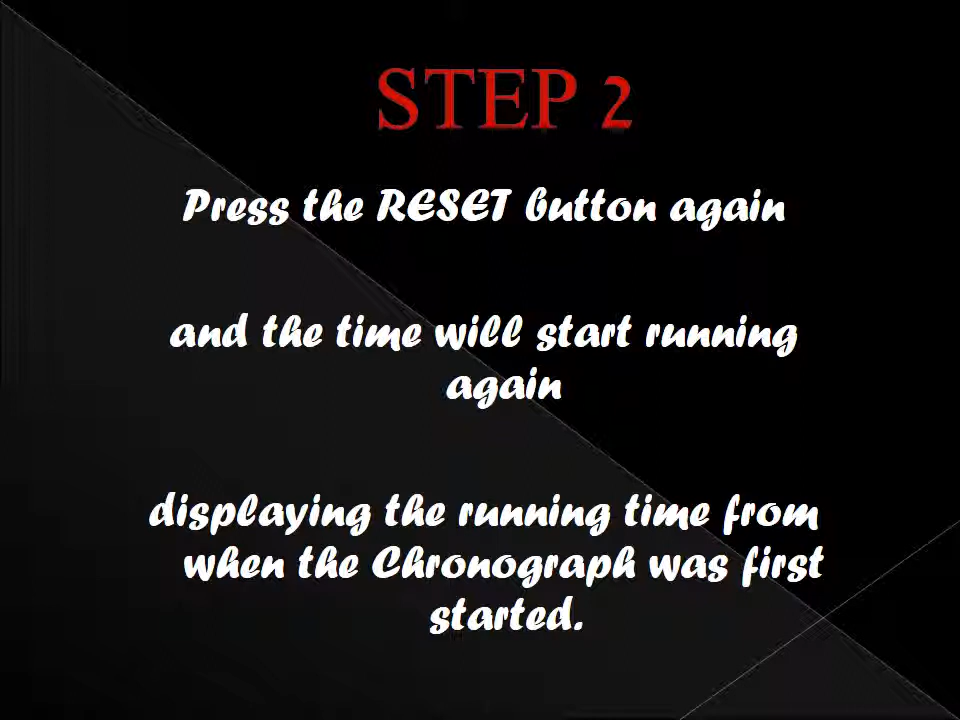 STEP 2
Press the RESET button again
and the time will start running
again
displaying the running time from
when the Chronograph was first
started.